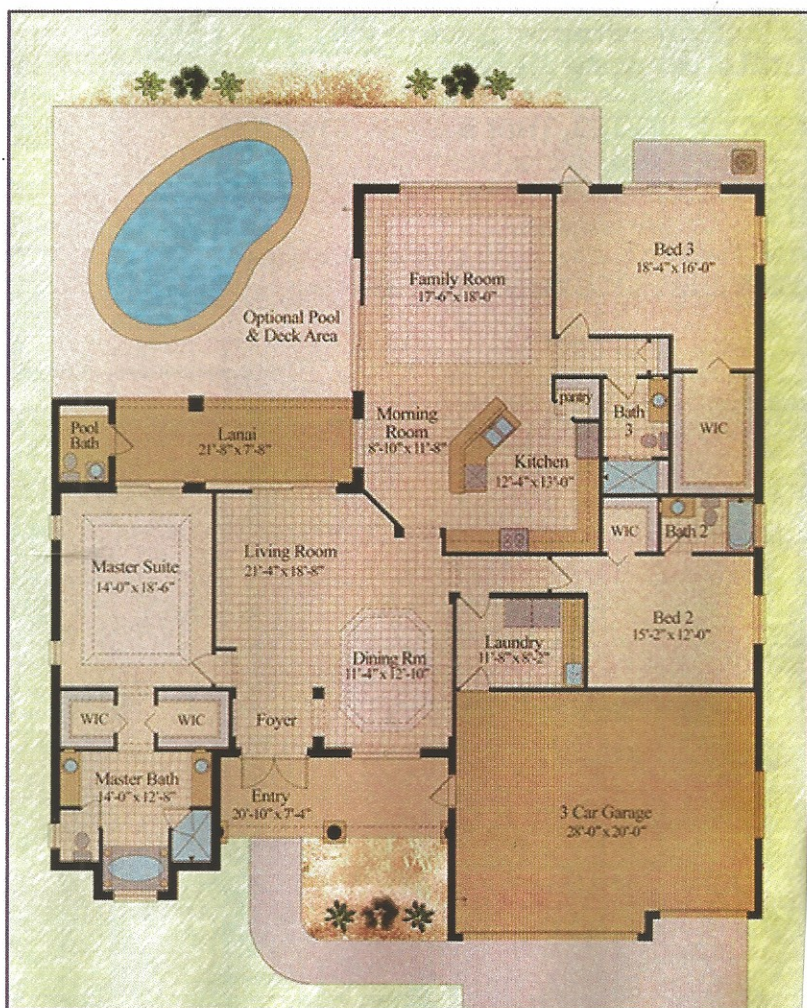 Bed 3
18'-4" x 16'-0"
Family Room
17'-6" x 18'-0"
Optional Pool
& Deck Area
pantry
Bath
3
WIC
Pool
Bath
Lanai
21'-8" x 7'-8"
Morning
Room
8'-10" x 11'-8"
Kitchen
12'-4" x 13'-0"
WIC
Bath 2
Master Suite
14'-0" x 18'-6"
Living Room
21'-4" x 18'-8"
Bed 2
15'-2" x 12'-0"
Laundry
11'-8" x 8'-2"
Dining Rm
11'-4" x 12'-10"
WIC
WIC
Foyer
Master Bath
14'-0" x 12'-8"
Entry
20'-10" x 7'-4"
3 Car Garage
28'-0" x 20'-0"